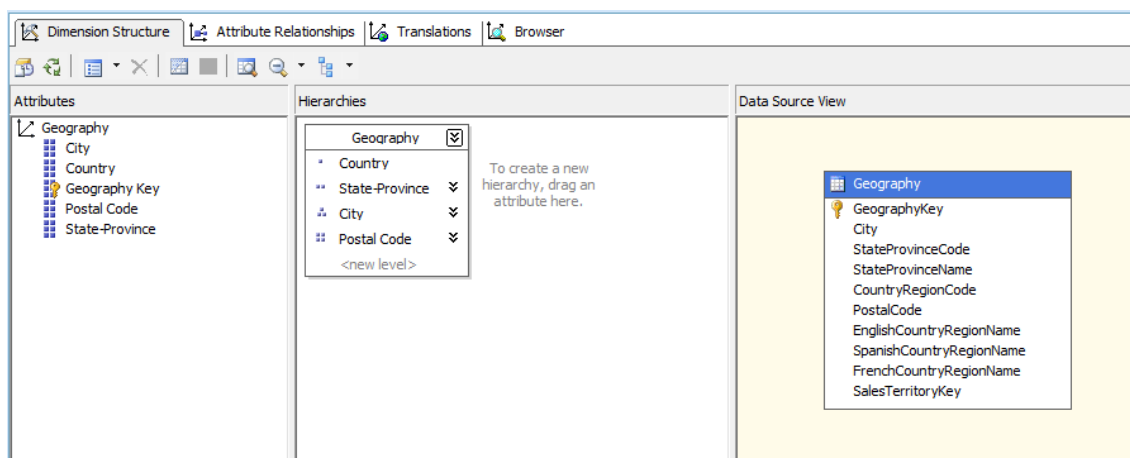 Dimension Structure Attribute Relationships Translations Browser
Attributes
Geography
City
Country
Geography Key
Postal Code
State-Province
Hierarchies
Geography
Country
State-Province
City
Postal Code
<new level>
To create a new
hierarchy, drag an
attribute here.
Data Source View
Geography
GeographyKey
City
StateProvinceCode
StateProvinceName
CountryRegionCode
PostalCode
EnglishCountryRegionName
SpanishCountryRegionName
FrenchCountryRegionName
SalesTerritoryKey